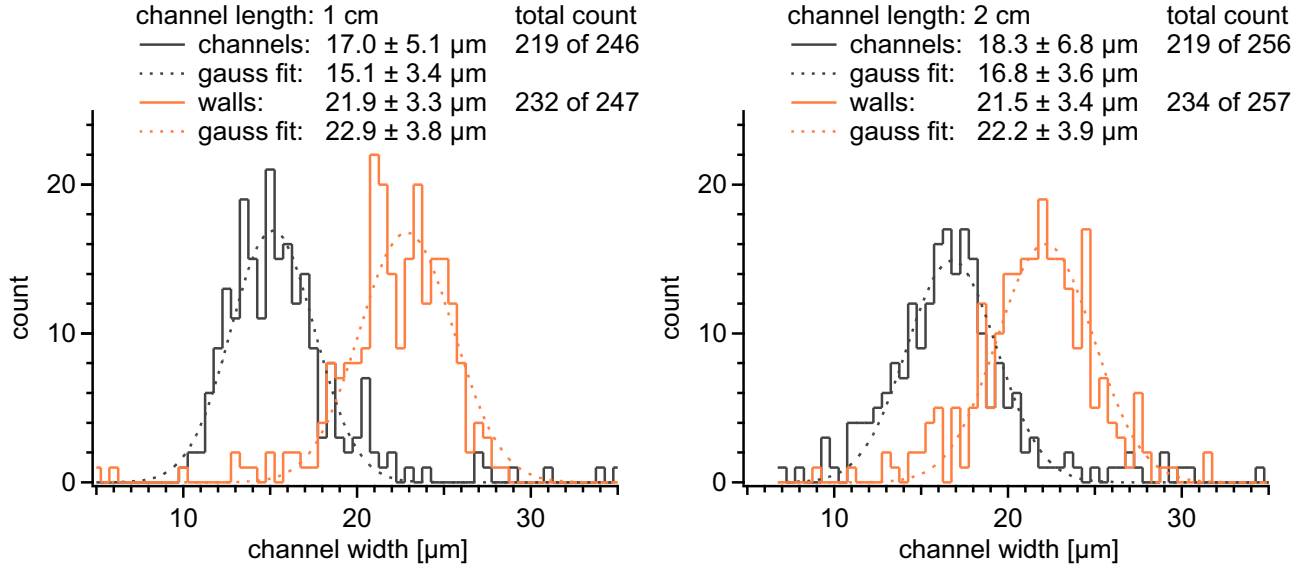 channel length: 1 cm total count
channels: 17.0 ± 5.1 µm 219 of 246
gauss fit: 15.1 ± 3.4 µm
walls: 21.9 ± 3.3 µm 232 of 247
gauss fit: 22.9 ± 3.8 µm
20
10
0
count
10 20 30
channel width [µm]
channel length: 2 cm total count
channels: 18.3 ± 6.8 µm 219 of 256
gauss fit: 16.8 ± 3.6 µm
walls: 21.5 ± 3.4 µm 234 of 257
gauss fit: 22.2 ± 3.9 µm
20
10
0
count
10 20 30
channel width [µm]